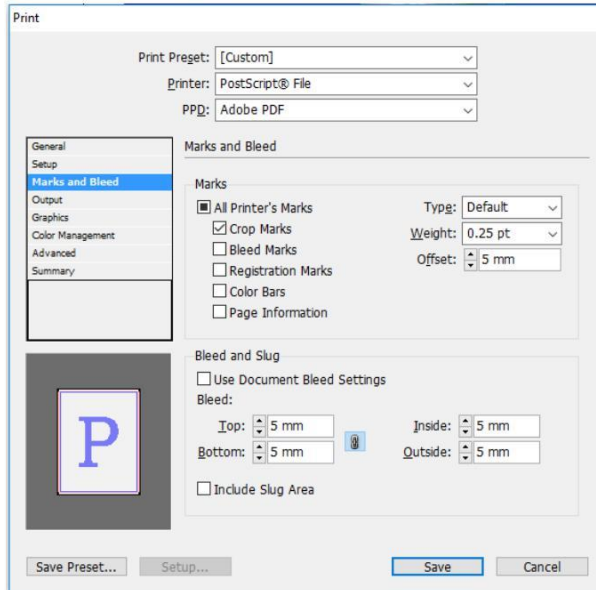 Print
Print Preset: [Custom]
Printer: PostScript® File
PPD: Adobe PDF
General
Setup
Marks and Bleed
Output
Graphics
Color Management
Advanced
Summary
Marks and Bleed
Marks
All Printer's Marks
Crop Marks
Bleed Marks
Registration Marks
Color Bars
Page Information
Type: Default
Weight: 0.25 pt
Offset: 5 mm
Bleed and Slug
Use Document Bleed Settings
Bleed:
Top: 5 mm
Inside: 5 mm
Bottom: 5 mm
Outside: 5 mm
Include Slug Area
P
Save Preset...
Setup...
Save
Cancel